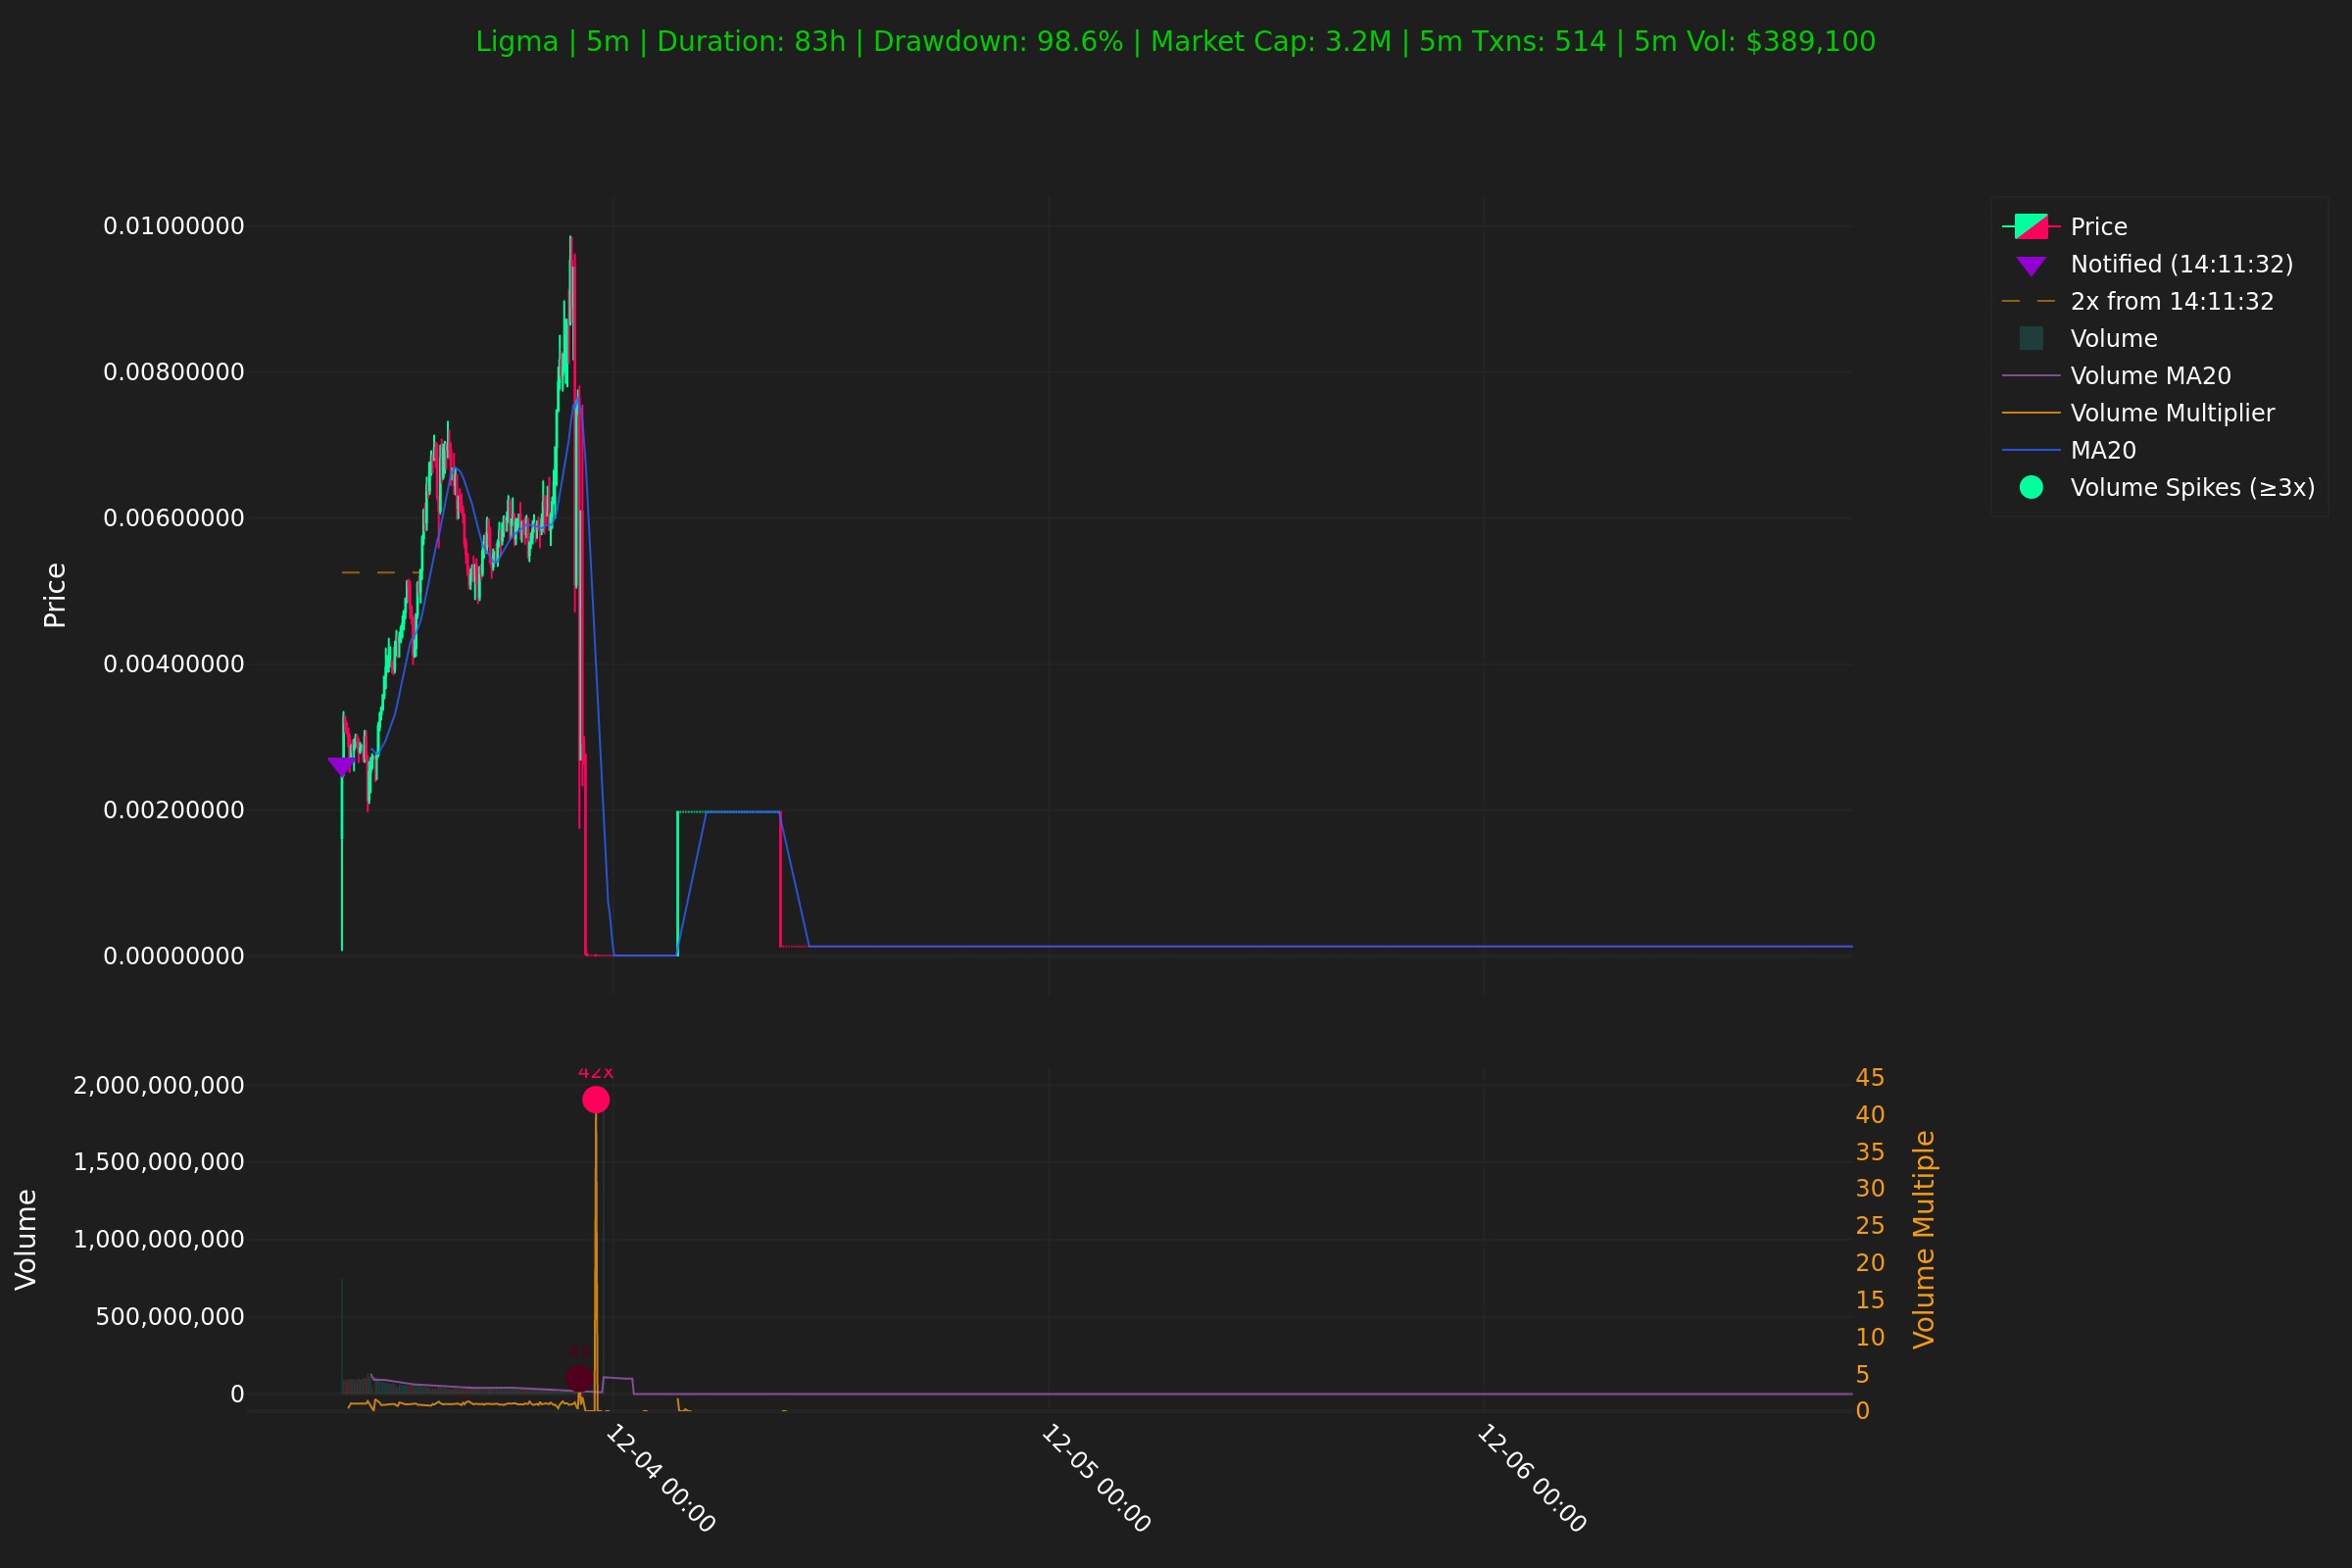 Ligma | 5m | Duration: 83h | Drawdown: 98.6% | Market Cap: 3.2M | 5m Txns: 514 | 5m Vol: $389,100
Price
0.01000000
0.00800000
0.00600000
0.00400000
0.00200000
0.00000000
Price
Notified (14:11:32)
2x from 14:11:32
Volume
Volume MA20
Volume Multiplier
MA20
Volume Spikes (≥3x)
Volume
2,000,000,000
1,500,000,000
1,000,000,000
500,000,000
0
42x
45
40
35
30
25
20
15
10
5
0
Volume Multiple
12-04 00:00
12-05 00:00
12-06 00:00